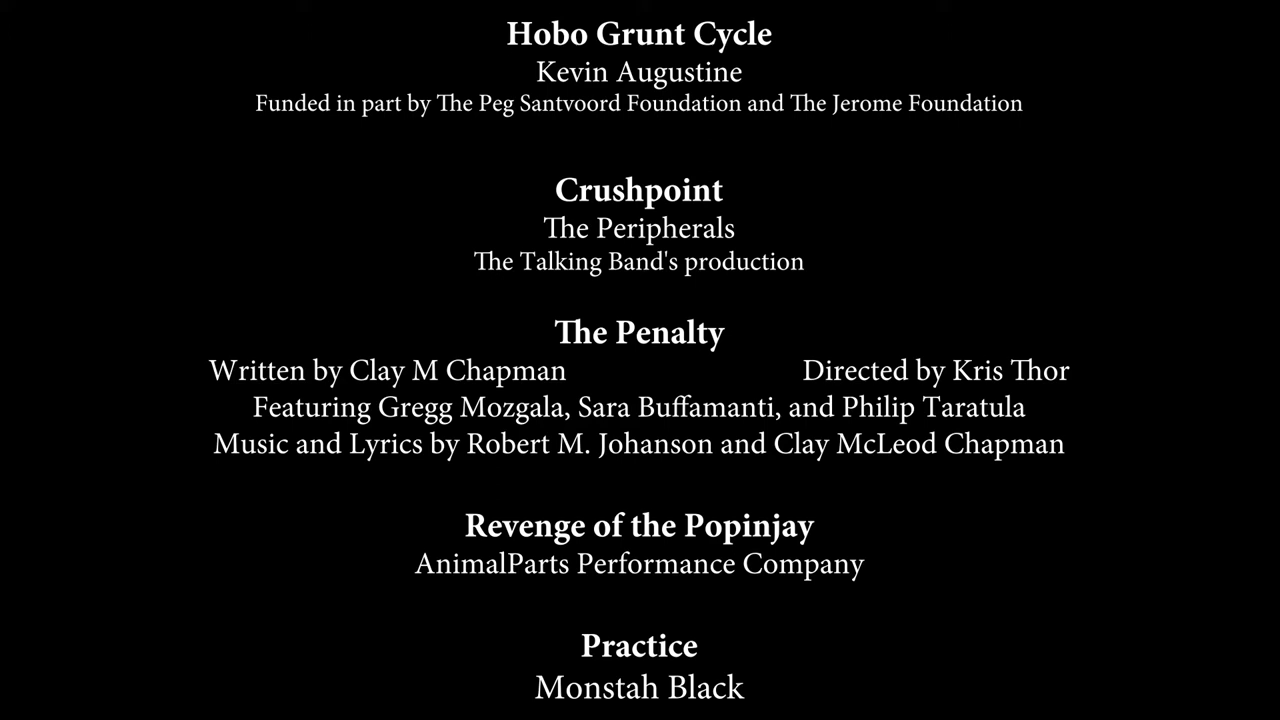 Hobo Grunt Cycle
Kevin Augustine
Funded in part by The Peg Santvoord Foundation and The Jerome Foundation
Crushpoint
The Peripherals
The Talking Band's production
The Penalty
Written by Clay M Chapman Directed by Kris Thor
Featuring Gregg Mozgala, Sara Buffamanti, and Philip Taratula
Music and Lyrics by Robert M. Johanson and Clay McLeod Chapman
Revenge of the Popinjay
AnimalParts Performance Company
Practice
Monstah Black